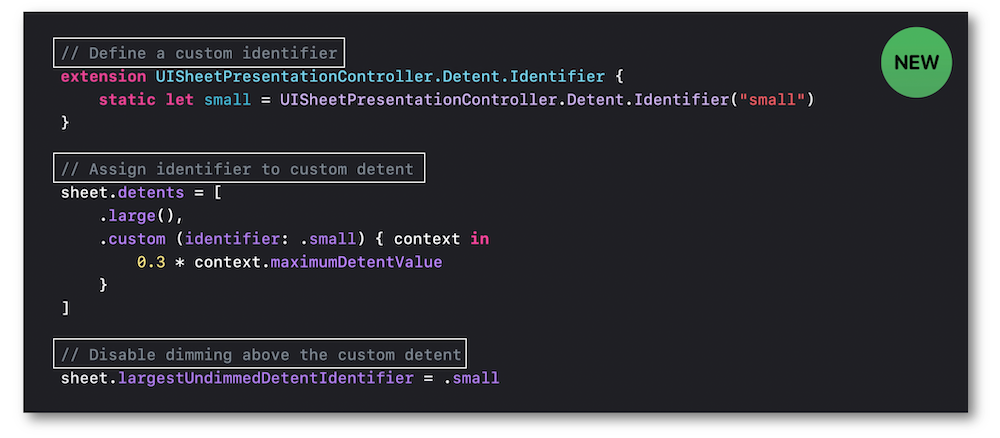 // Define a custom identifier
NEW
extension UISheetPresentationController.Detent.Identifier {
    static let small = UISheetPresentationController.Detent.Identifier("small")
}
// Assign identifier to custom detent
sheet.detents = [
    .large(),
    .custom (identifier: .small) { context in
        0.3 * context.maximumDetentValue
    }
]
// Disable dimming above the custom detent
sheet.largestUndimmedDetentIdentifier = .small